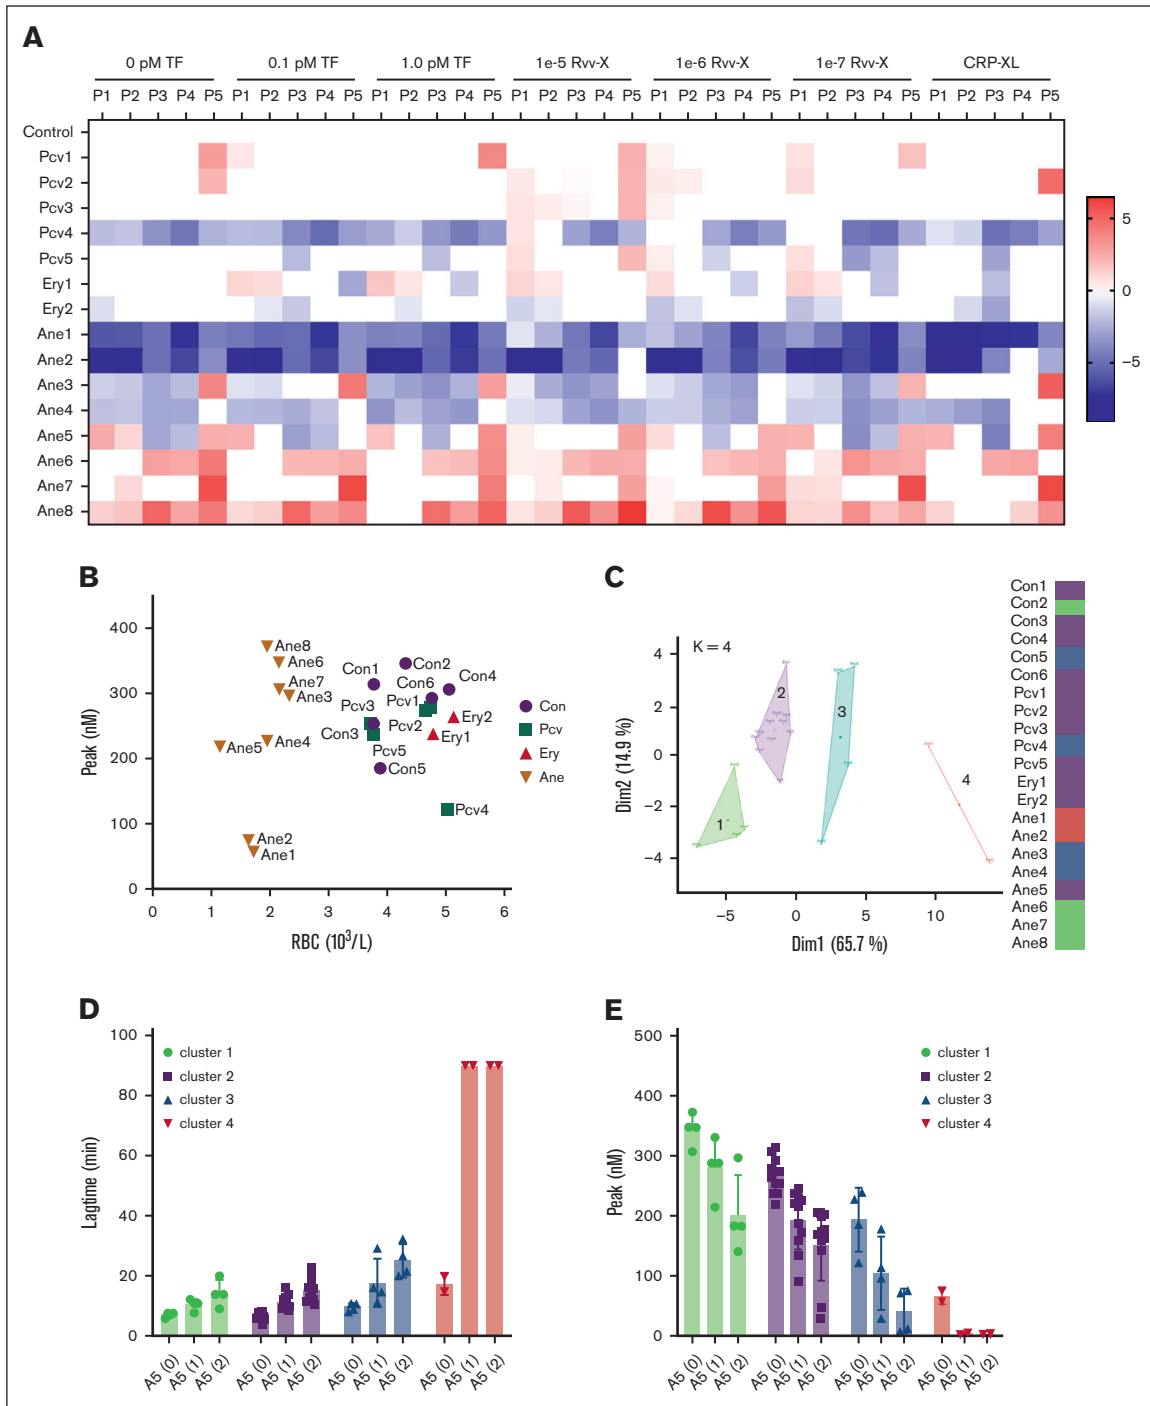 A
0 pM TF 0.1 pM TF 1.0 pM TF 1e-5 Rvv-X 1e-6 Rvv-X 1e-7 Rvv-X CRP-XL
P1 P2 P3 P4 P5 P1 P2 P3 P4 P5 P1 P2 P3 P4 P5 P1 P2 P3 P4 P5 P1 P2 P3 P4 P5 P1 P2 P3 P4 P5 P1 P2 P3 P4 P5
Control
Pcv1
Pcv2
Pcv3
Pcv4
Pcv5
Ery1
Ery2
Ane1
Ane2
Ane3
Ane4
Ane5
Ane6
Ane7
Ane8
5
0
−5
B
Peak (nM)
400
300
200
100
0
0 1 2 3 4 5 6
RBC (10³/L)
Ane8
Ane6
Ane7
Ane3
Ane5
Ane4
Ane2
Ane1
Con1
Con2
Con6
Con4
Pcv3
Pcv1
Con3
Pcv2
Ery2
Ery1
Pcv5
Con5
Pcv4
Con
Pcv
Ery
Ane
C
K = 4
Dim2 (14.9 %)
4
2
0
−2
−4
−5 0 5 10
Dim1 (65.7 %)
1
2
3
4
Con1
Con2
Con3
Con4
Con5
Con6
Pcv1
Pcv2
Pcv3
Pcv4
Pcv5
Ery1
Ery2
Ane1
Ane2
Ane3
Ane4
Ane5
Ane6
Ane7
Ane8
D
Lagtime (min)
100
80
60
40
20
0
cluster 1
cluster 2
cluster 3
cluster 4
A5 (0) A5 (1) A5 (2) A5 (0) A5 (1) A5 (2) A5 (0) A5 (1) A5 (2) A5 (0) A5 (1) A5 (2)
E
Peak (nM)
500
400
300
200
100
0
cluster 1
cluster 2
cluster 3
cluster 4
A5 (0) A5 (1) A5 (2) A5 (0) A5 (1) A5 (2) A5 (0) A5 (1) A5 (2) A5 (0) A5 (1) A5 (2)